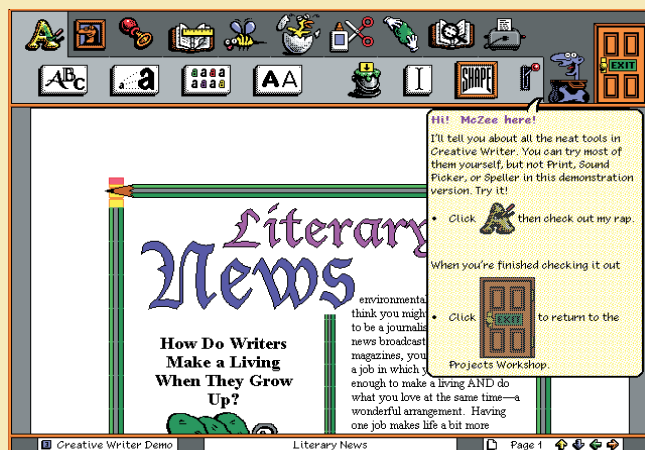 A
ABC
a...a
a a a a
a a a a
AA
I
SHAPE
EXIT
Hi! McZee here!
I'll tell you about all the neat tools in
Creative Writer. You can try most of
them yourself, but not Print, Sound
Picker, or Speller in this demonstration
version. Try it!
• Click A then check out my rap.
When you're finished checking it out
• Click EXIT to return to the
Projects Workshop.
Literary
News
How Do Writers
Make a Living
When They Grow
Up?
environmental
think you might
to be a journalis
news broadcast
magazines, you
a job in which y
enough to make a living AND do
what you love at the same time—a
wonderful arrangement. Having
one job makes life a bit more
Creative Writer Demo
Literary News
Page 1